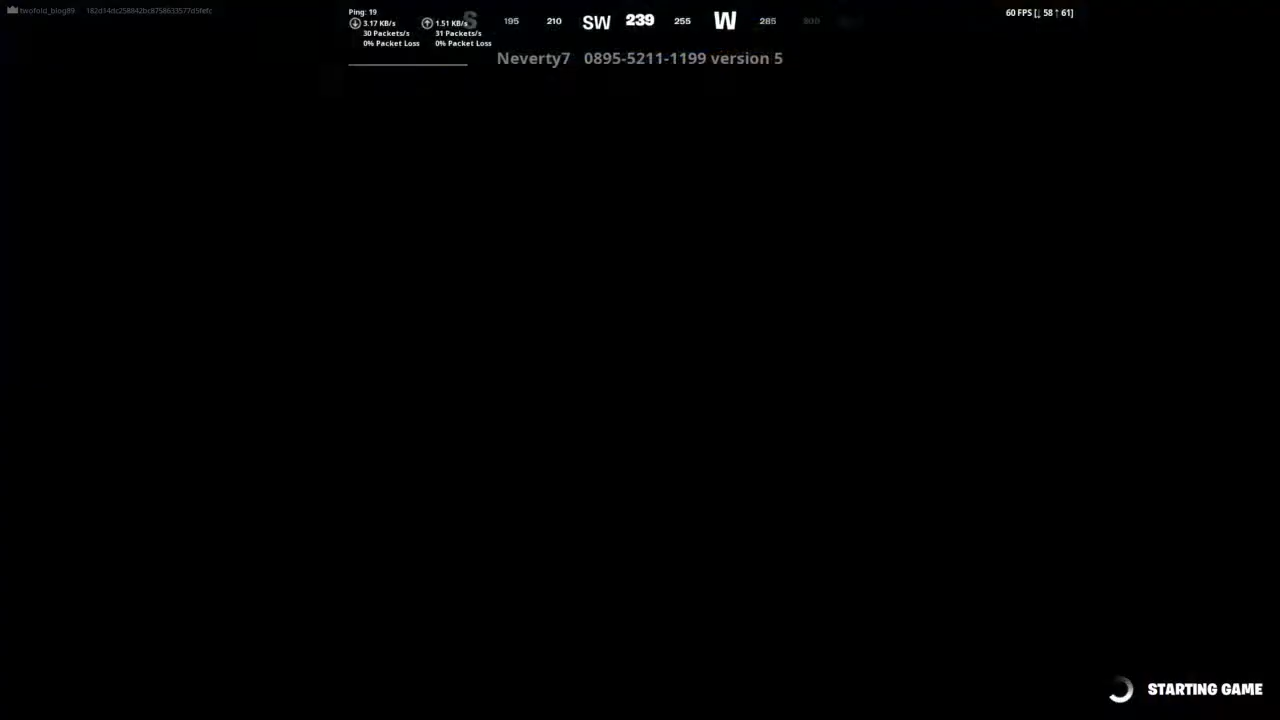 twofold_blog89
Ping: 19
3.17 KB/s 1.51 KB/s
30 Packets/s 31 Packets/s
0% Packet Loss 0% Packet Loss
S 195 210 SW 239 255 W 285 300
60 FPS [↓ 58 ↑ 61]
Neverty7 0895-5211-1199 version 5
STARTING GAME